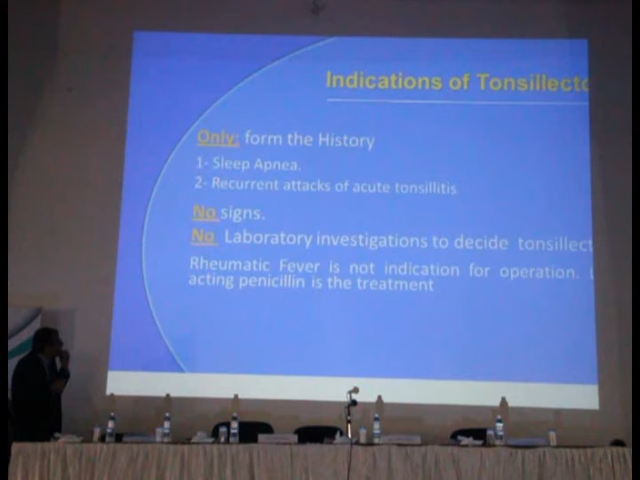 Indications of Tonsillecto
Only: form the History
1- Sleep Apnea.
2- Recurrent attacks of acute tonsillitis
No signs.
No Laboratory investigations to decide tonsillect
Rheumatic Fever is not indication for operation.
acting penicillin is the treatment